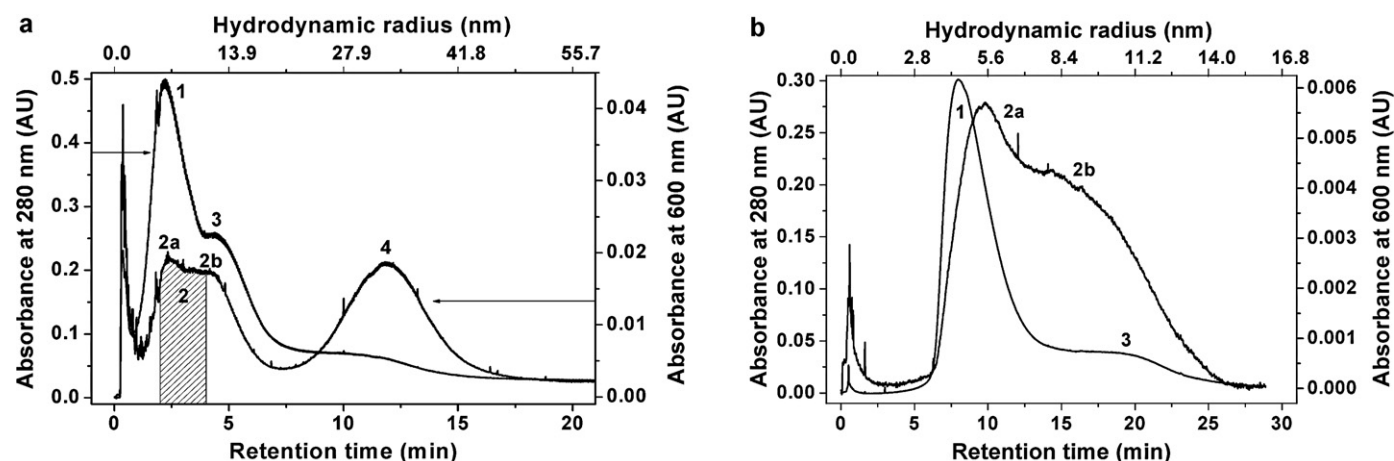 a
Hydrodynamic radius (nm)
0.0 13.9 27.9 41.8 55.7
Absorbance at 280 nm (AU)
0.5
0.4
0.3
0.2
0.1
0.0
1
3
2a
2b
2
4
0.04
0.03
0.02
0.01
0.00
Absorbance at 600 nm (AU)
0 5 10 15 20
Retention time (min)
b
Hydrodynamic radius (nm)
0.0 2.8 5.6 8.4 11.2 14.0 16.8
Absorbance at 280 nm (AU)
0.30
0.25
0.20
0.15
0.10
0.05
0.00
1
2a
2b
3
0.006
0.005
0.004
0.003
0.002
0.001
0.000
Absorbance at 600 nm (AU)
0 5 10 15 20 25 30
Retention time (min)